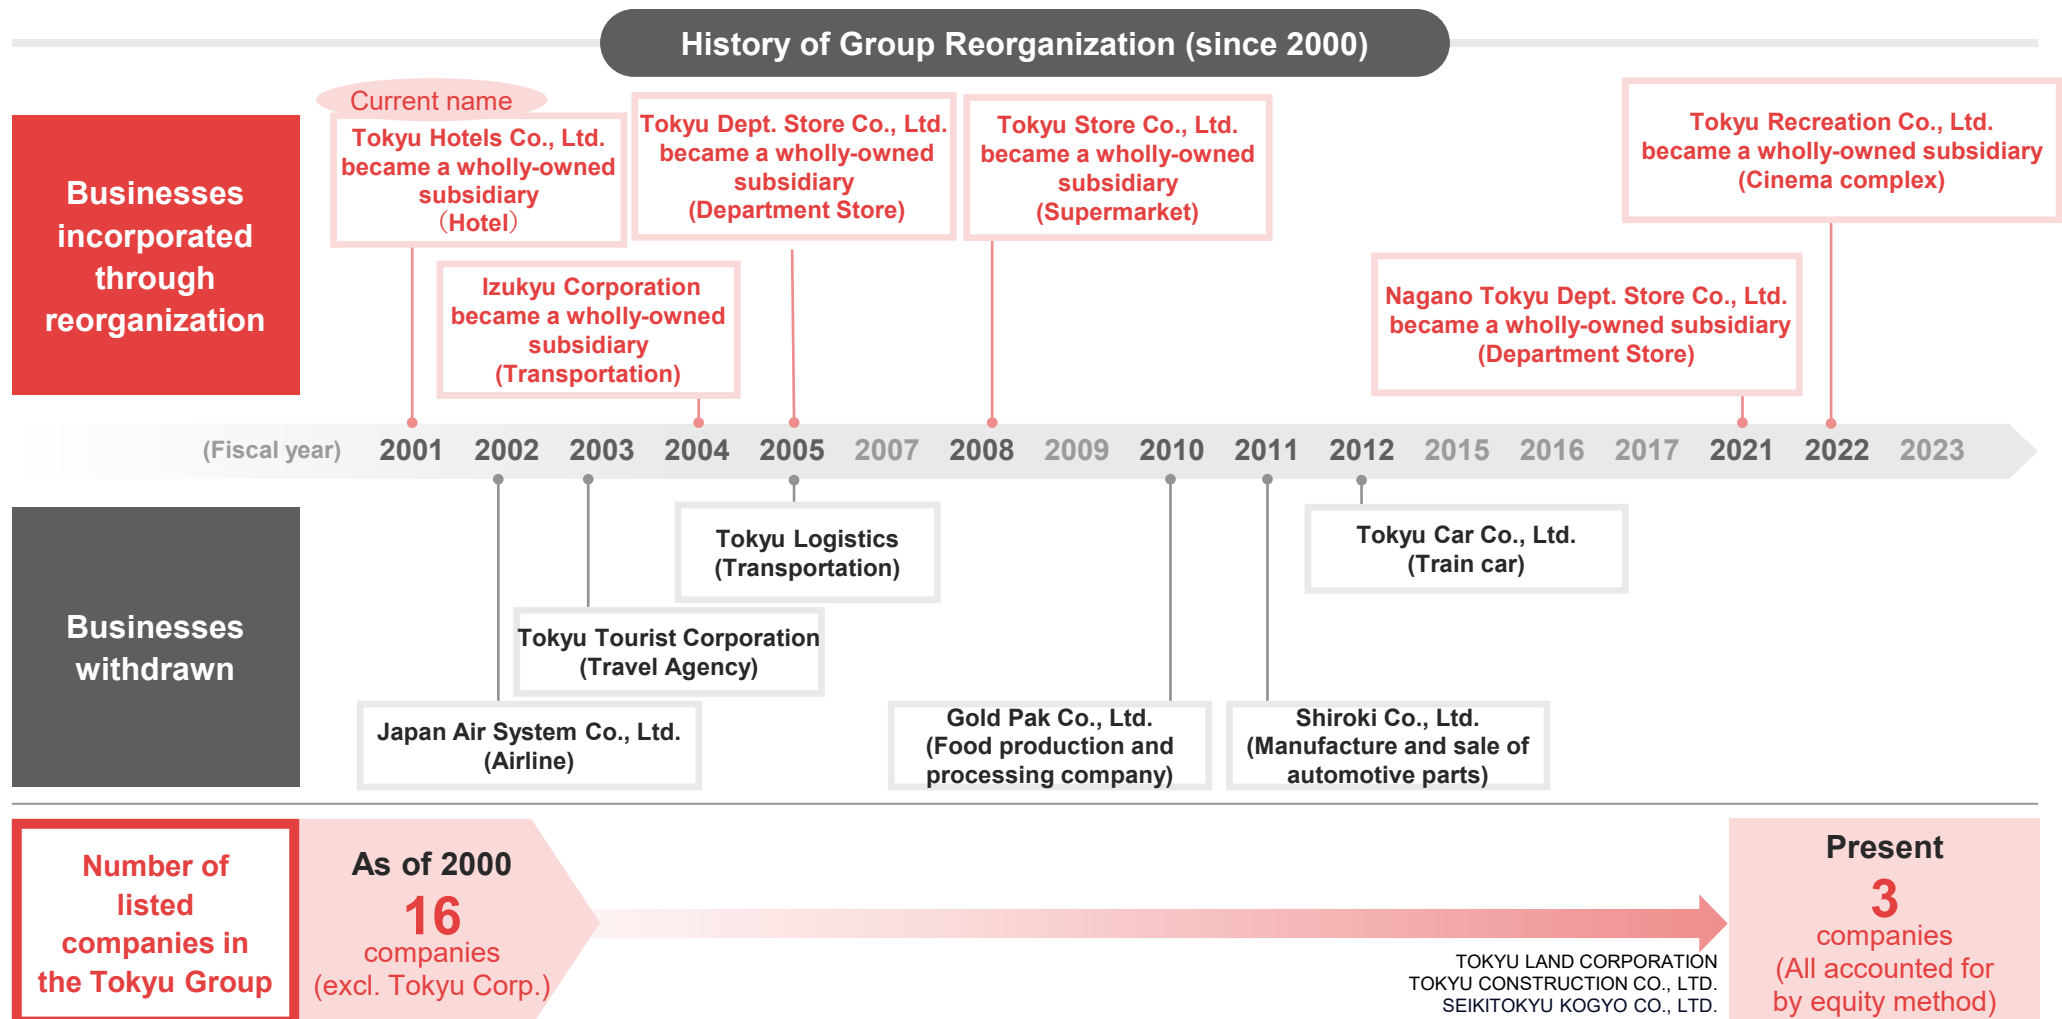 History of Group Reorganization (since 2000)
Businesses
incorporated
through
reorganization
Current name
Tokyu Hotels Co., Ltd.
became a wholly-owned
subsidiary
（Hotel）
Tokyu Dept. Store Co., Ltd.
became a wholly-owned
subsidiary
(Department Store)
Tokyu Store Co., Ltd.
became a wholly-owned
subsidiary
(Supermarket)
Tokyu Recreation Co., Ltd.
became a wholly-owned subsidiary
(Cinema complex)
Izukyu Corporation
became a wholly-owned
subsidiary
(Transportation)
Nagano Tokyu Dept. Store Co., Ltd.
became a wholly-owned subsidiary
(Department Store)
(Fiscal year) 2001 2002 2003 2004 2005 2007 2008 2009 2010 2011 2012 2015 2016 2017 2021 2022 2023
Businesses
withdrawn
Tokyu Logistics
(Transportation)
Tokyu Car Co., Ltd.
(Train car)
Tokyu Tourist Corporation
(Travel Agency)
Japan Air System Co., Ltd.
(Airline)
Gold Pak Co., Ltd.
(Food production and
processing company)
Shiroki Co., Ltd.
(Manufacture and sale of
automotive parts)
Number of
listed
companies in
the Tokyu Group
As of 2000
16
companies
(excl. Tokyu Corp.)
TOKYU LAND CORPORATION
TOKYU CONSTRUCTION CO., LTD.
SEIKITOKYU KOGYO CO., LTD.
Present
3
companies
(All accounted for
by equity method)